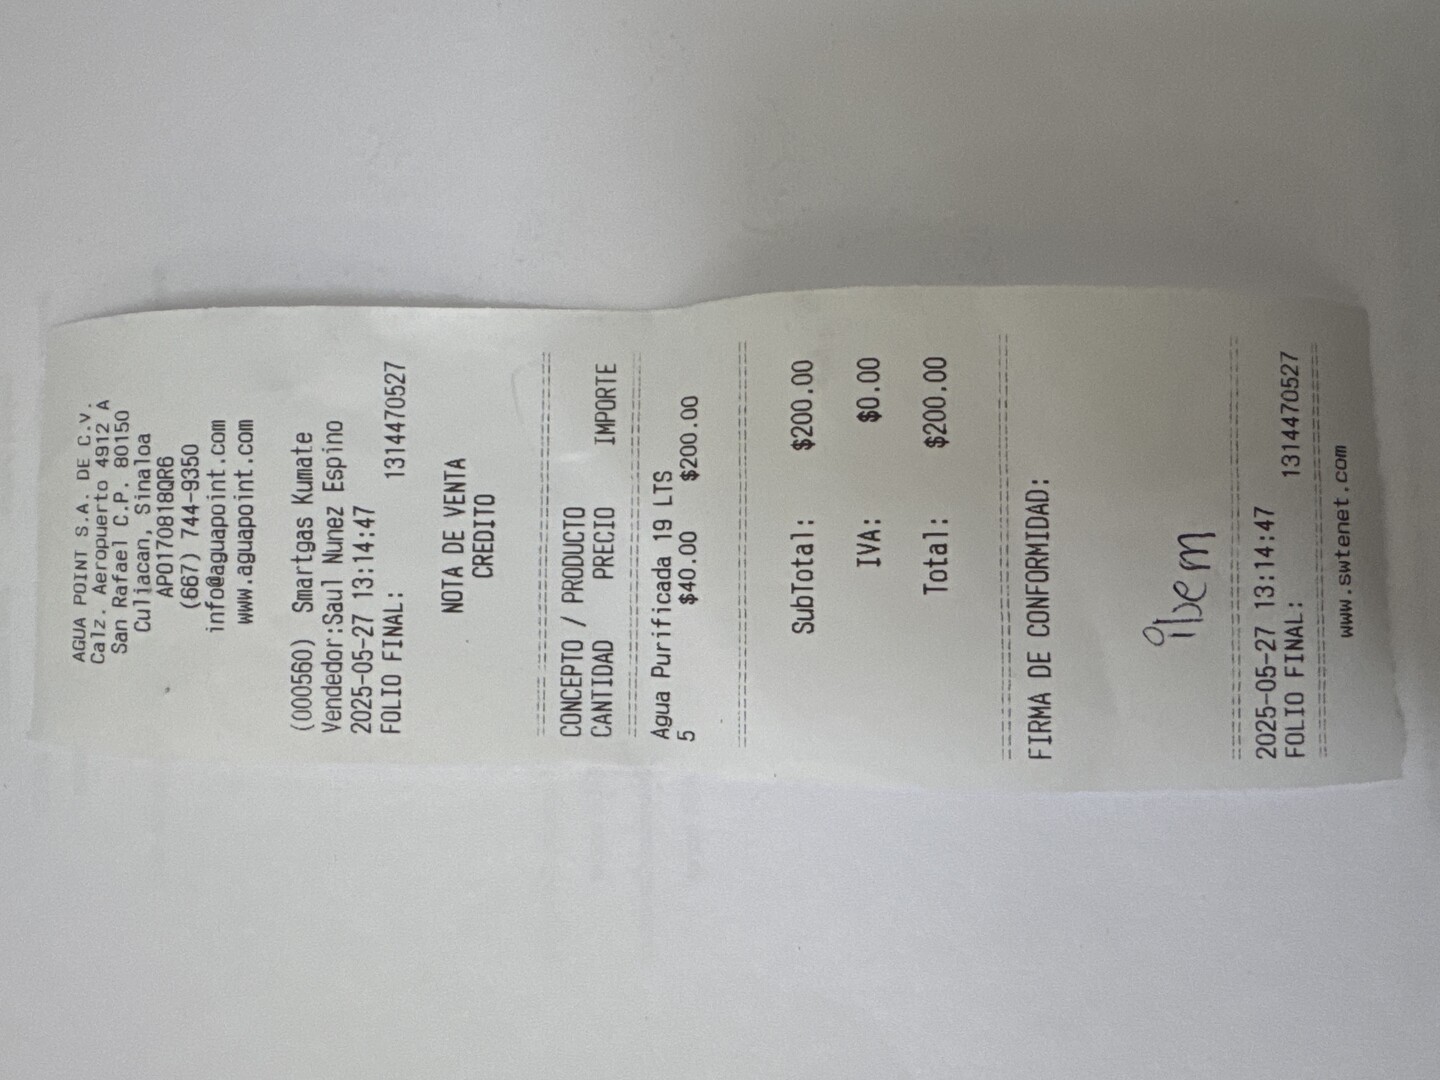 AGUA POINT S.A. DE C.V.
Calz. Aeropuerto 4912 A
San Rafael C.P. 80150
Culiacan, Sinaloa
APO170818QR6
(667) 744-9350
info@aguapoint.com
www.aguapoint.com
(000560) Smartgas Kumate
Vendedor:Saul Nunez Espino
2025-05-27 13:14:47
FOLIO FINAL: 1314470527
NOTA DE VENTA
CREDITO
CONCEPTO / PRODUCTO
CANTIDAD PRECIO IMPORTE
Agua Purificada 19 LTS
5 $40.00 $200.00
SubTotal: $200.00
IVA: $0.00
Total: $200.00
FIRMA DE CONFORMIDAD:
2025-05-27 13:14:47
FOLIO FINAL: 1314470527
www.swtenet.com